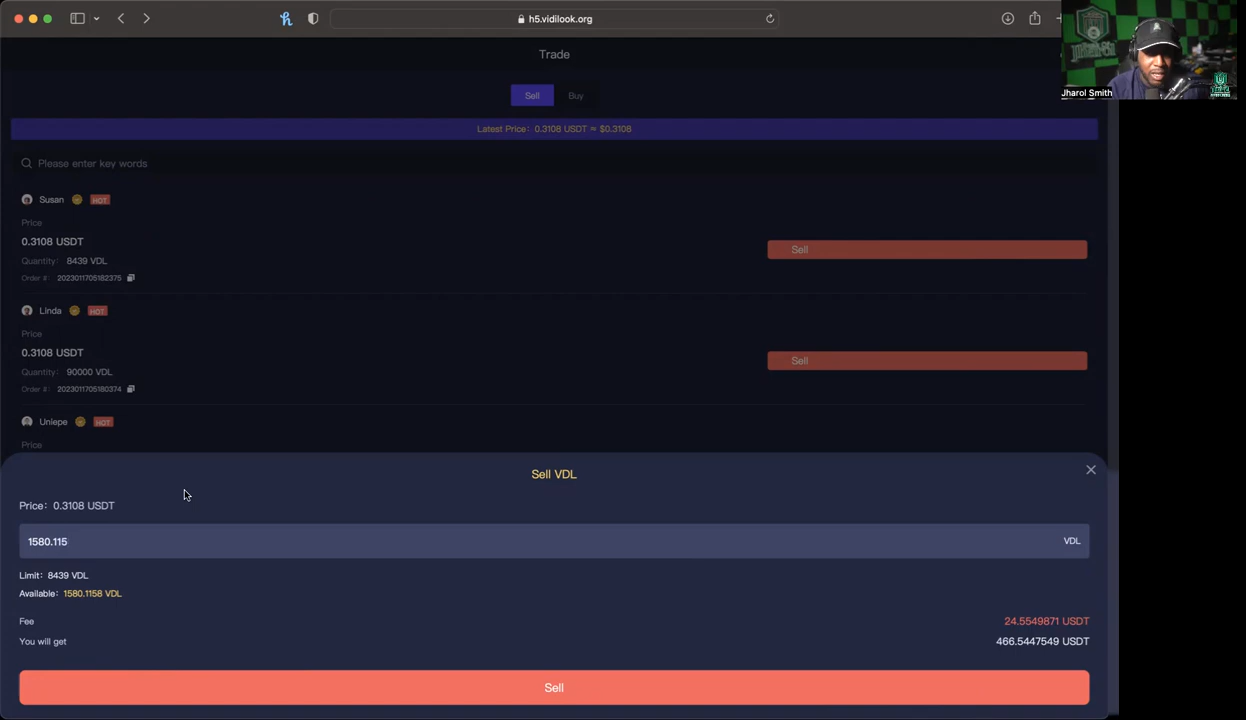 h5.vidilook.org
Trade
Sell Buy
Latest Price: 0.3108 USDT ≈ $0.3108
Please enter key words
Susan HOT
Price
0.3108 USDT
Quantity: 8439 VDL
Sell
Order #: 2023011705182375
Linda HOT
Price
0.3108 USDT
Quantity: 90000 VDL
Sell
Order #: 2023011705180374
Uniepe HOT
Price
Sell VDL
Price: 0.3108 USDT
1580.115 VDL
Limit: 8439 VDL
Available: 1580.1158 VDL
Fee 24.5549871 USDT
You will get 466.5447549 USDT
Sell
Jharol Smith